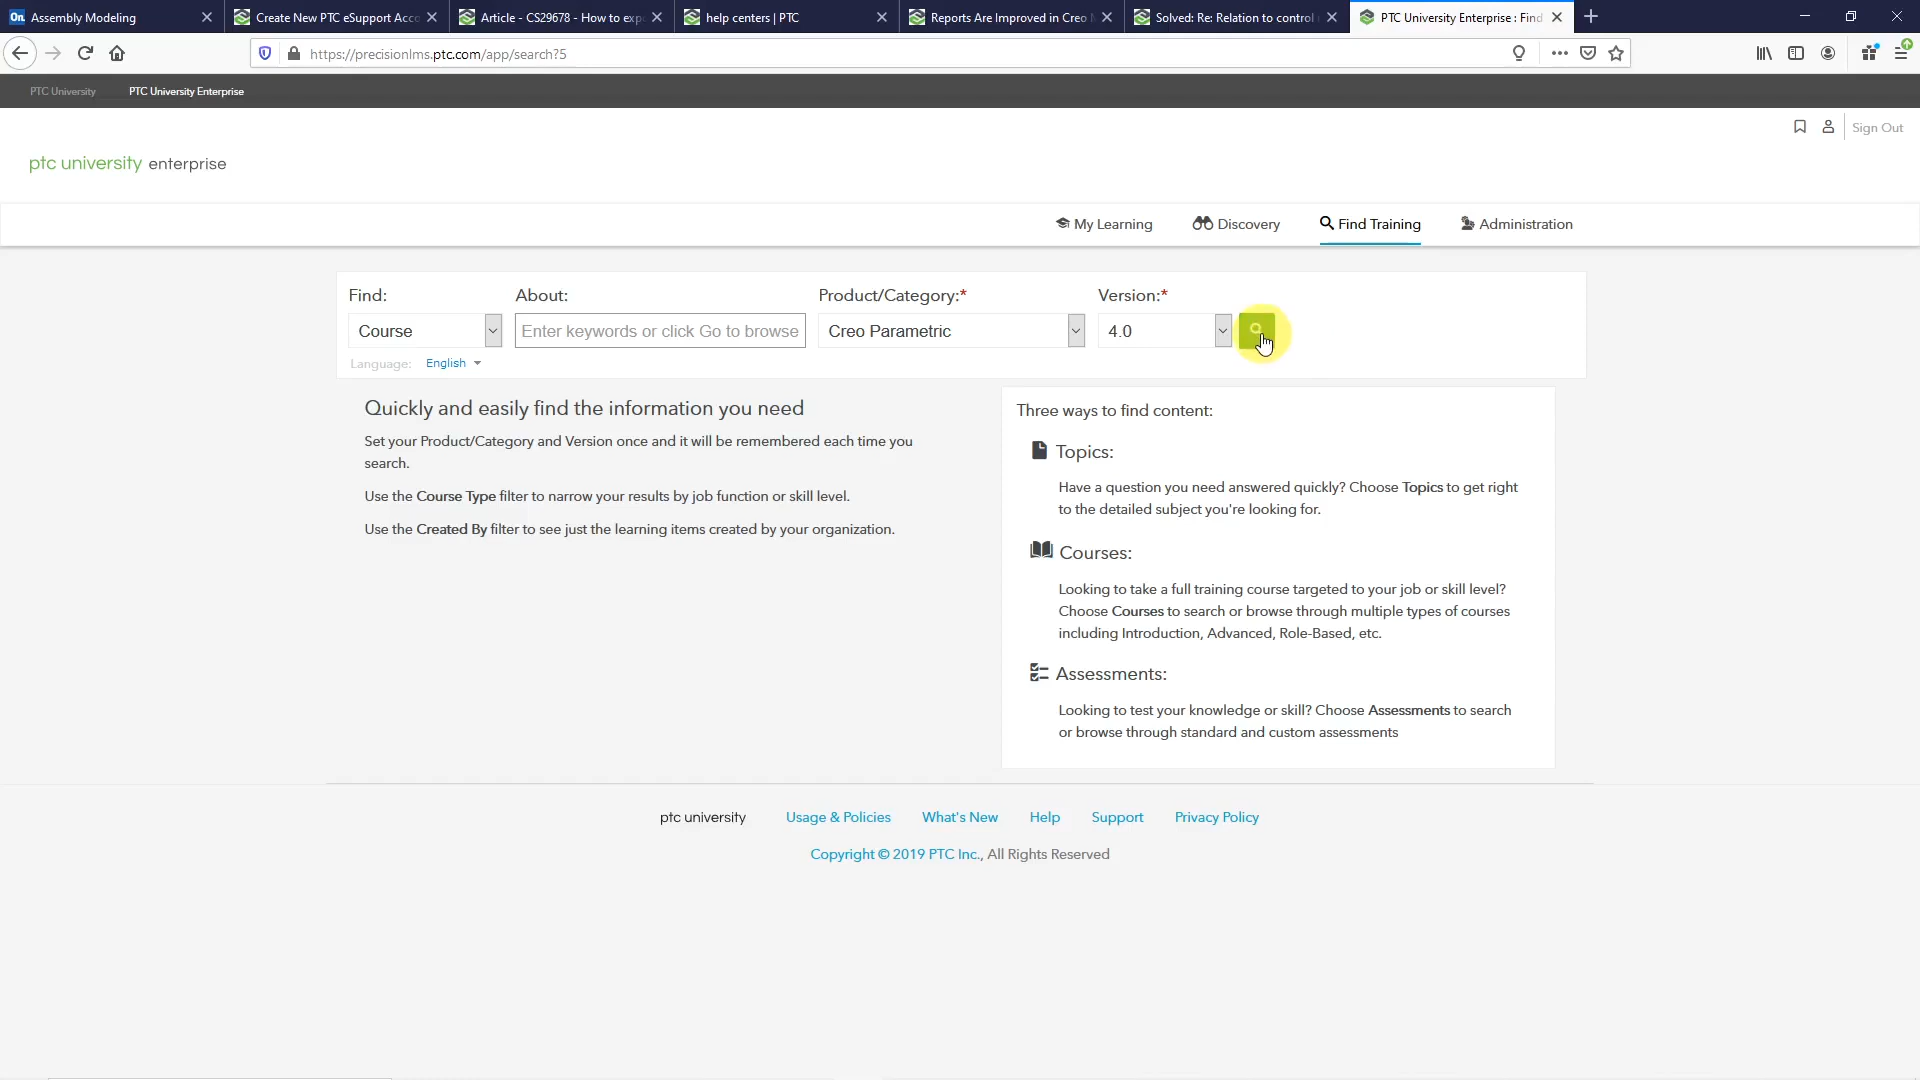 Assembly Modeling
Create New PTC eSupport Acco
Article - CS29678 - How to exp
help centers | PTC
Reports Are Improved in Creo
Solved: Re: Relation to control
PTC University Enterprise : Find
https://precisionlms.ptc.com/app/search?5
PTC University
PTC University Enterprise
Sign Out
ptc university enterprise
My Learning
Discovery
Find Training
Administration
Find:
About:
Product/Category:*
Version:*
Course
Enter keywords or click Go to browse
Creo Parametric
4.0
Language: English
Quickly and easily find the information you need
Set your Product/Category and Version once and it will be remembered each time you
search.
Use the Course Type filter to narrow your results by job function or skill level.
Use the Created By filter to see just the learning items created by your organization.
Three ways to find content:
Topics:
Have a question you need answered quickly? Choose Topics to get right
to the detailed subject you're looking for.
Courses:
Looking to take a full training course targeted to your job or skill level?
Choose Courses to search or browse through multiple types of courses
including Introduction, Advanced, Role-Based, etc.
Assessments:
Looking to test your knowledge or skill? Choose Assessments to search
or browse through standard and custom assessments
ptc university
Usage & Policies
What's New
Help
Support
Privacy Policy
Copyright © 2019 PTC Inc., All Rights Reserved